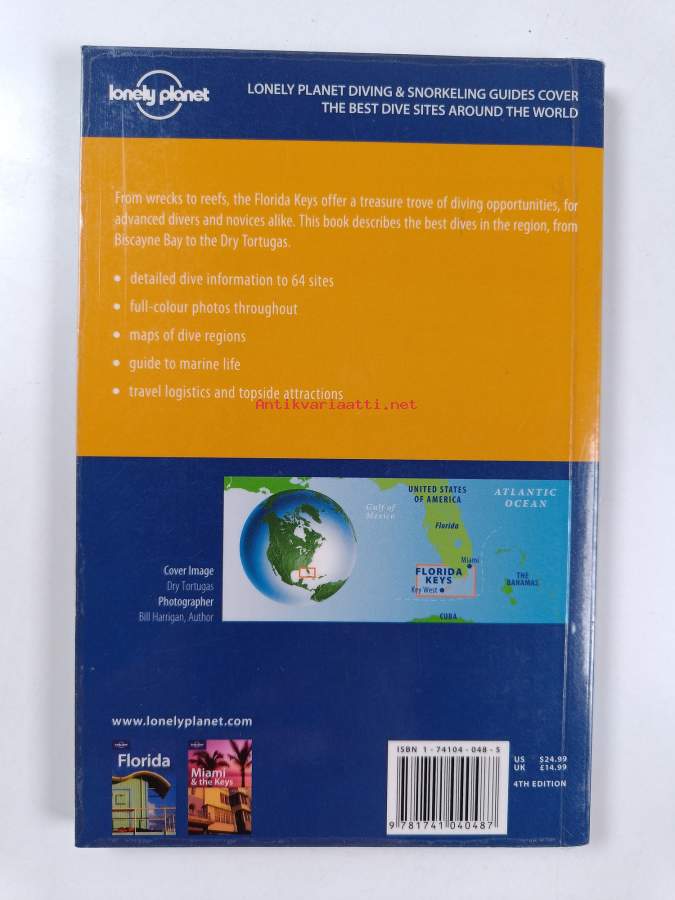 lonely planet
LONELY PLANET DIVING & SNORKELING GUIDES COVER
THE BEST DIVE SITES AROUND THE WORLD
From wrecks to reefs, the Florida Keys offer a treasure trove of diving opportunities, for
advanced divers and novices alike. This book describes the best dives in the region, from
Biscayne Bay to the Dry Tortugas.
• detailed dive information to 64 sites
• full-colour photos throughout
• maps of dive regions
• guide to marine life
• travel logistics and topside attractions
Antikvariaatti.net
UNITED STATES
OF AMERICA
ATLANTIC
OCEAN
Gulf of
Mexico
Florida
Miami
FLORIDA
KEYS
Key West
THE
BAHAMAS
CUBA
Cover Image
Dry Tortugas
Photographer
Bill Harrigan, Author
www.lonelyplanet.com
Florida
Miami
& the Keys
ISBN 1-74104-048-5
9 781741 040487
US $24.99
UK £14.99
4TH EDITION